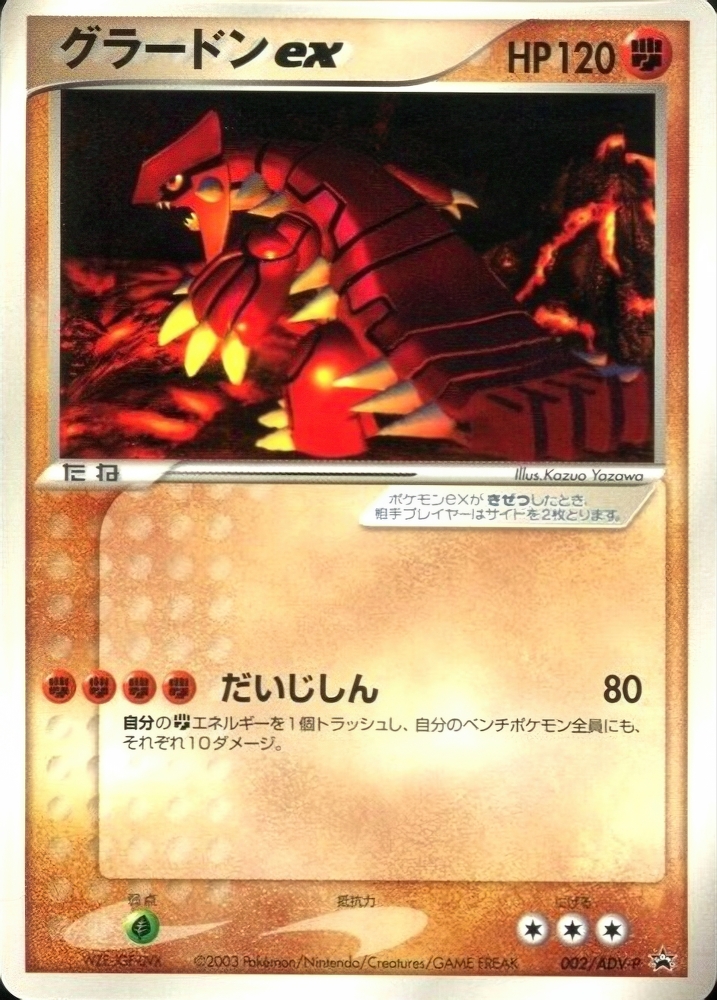 グラードンex HP120
たね Illus.Kazuo Yazawa
ポケモンexがきぜつしたとき、
相手プレイヤーはサイドを2枚とります。
だいじしん 80
自分のエネルギーを1個トラッシュし、自分のベンチポケモン全員にも、
それぞれ10ダメージ。
弱点 抵抗力 にげる
©2003 Pokémon/Nintendo/Creatures/GAME FREAK 002/ADV-P